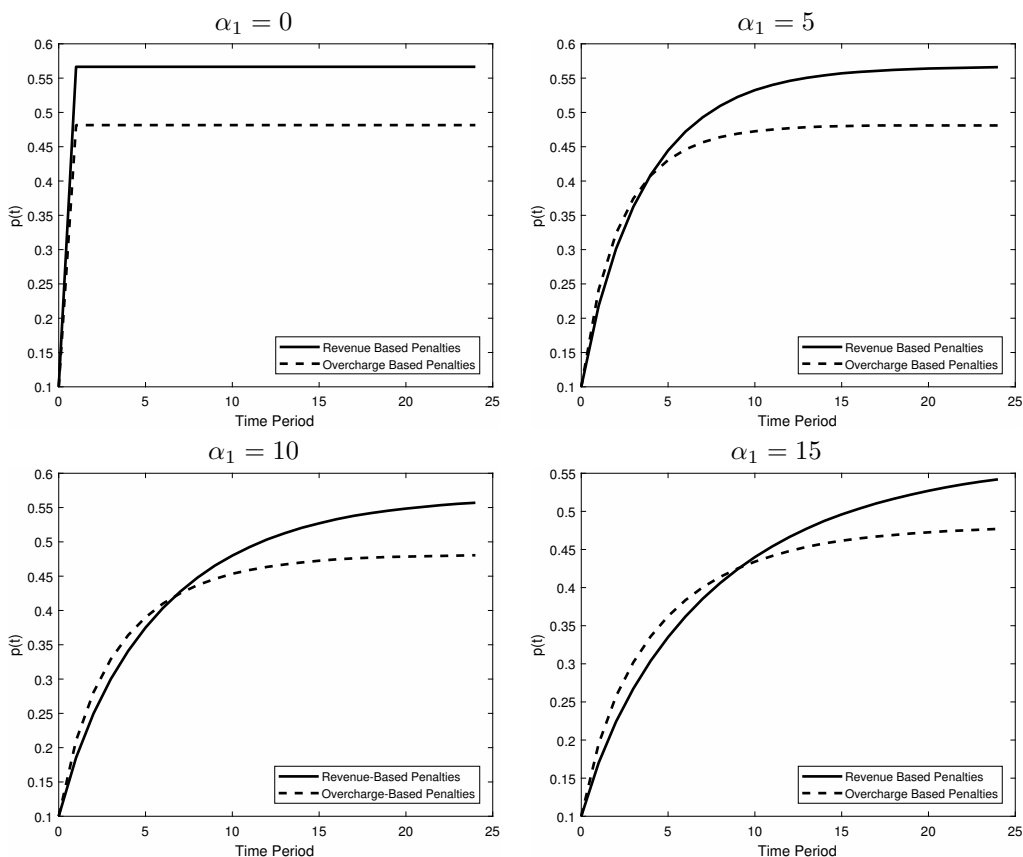 α₁ = 0
0.6
0.55
0.5
0.45
0.4
0.35
0.3
0.25
0.2
0.15
0.1
p(t)
Revenue Based Penalties
Overcharge Based Penalties
0 5 10 15 20 25
Time Period
α₁ = 5
0.6
0.55
0.5
0.45
0.4
0.35
0.3
0.25
0.2
0.15
0.1
p(t)
Revenue Based Penalties
Overcharge Based Penalties
0 5 10 15 20 25
Time Period
α₁ = 10
0.6
0.55
0.5
0.45
0.4
0.35
0.3
0.25
0.2
0.15
0.1
p(t)
Revenue-Based Penalties
Overcharge-Based Penalties
0 5 10 15 20 25
Time Period
α₁ = 15
0.55
0.5
0.45
0.4
0.35
0.3
0.25
0.2
0.15
0.1
p(t)
Revenue Based Penalties
Overcharge Based Penalties
0 5 10 15 20 25
Time Period